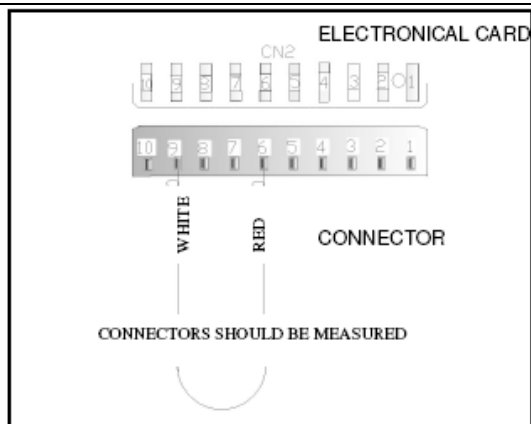 ELECTRONICAL CARD
CN2
10 9 8 7 6 5 4 3 2 1
10 9 8 7 6 5 4 3 2 1
WHITE
RED
CONNECTOR
CONNECTORS SHOULD BE MEASURED